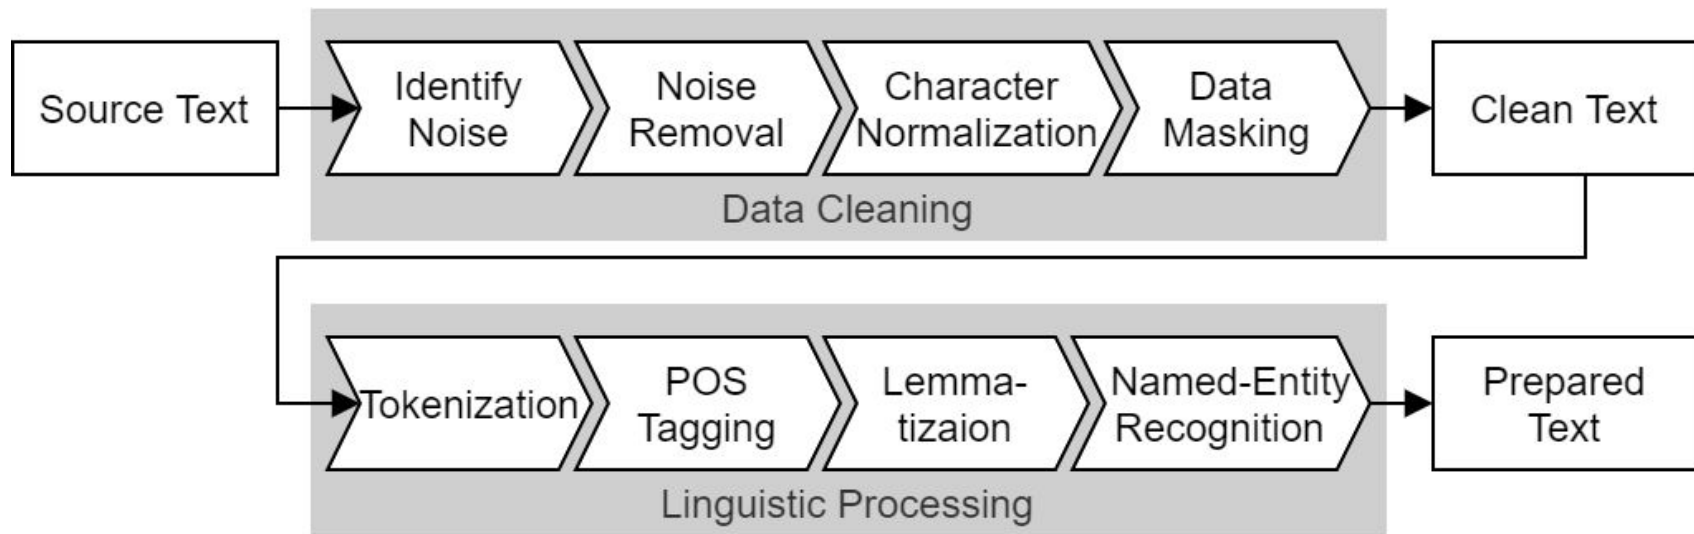 Source Text
Identify
Noise
Noise
Removal
Character
Normalization
Data
Masking
Clean Text
Data Cleaning
Tokenization
POS
Tagging
Lemma-
tizaion
Named-Entity
Recognition
Prepared
Text
Linguistic Processing